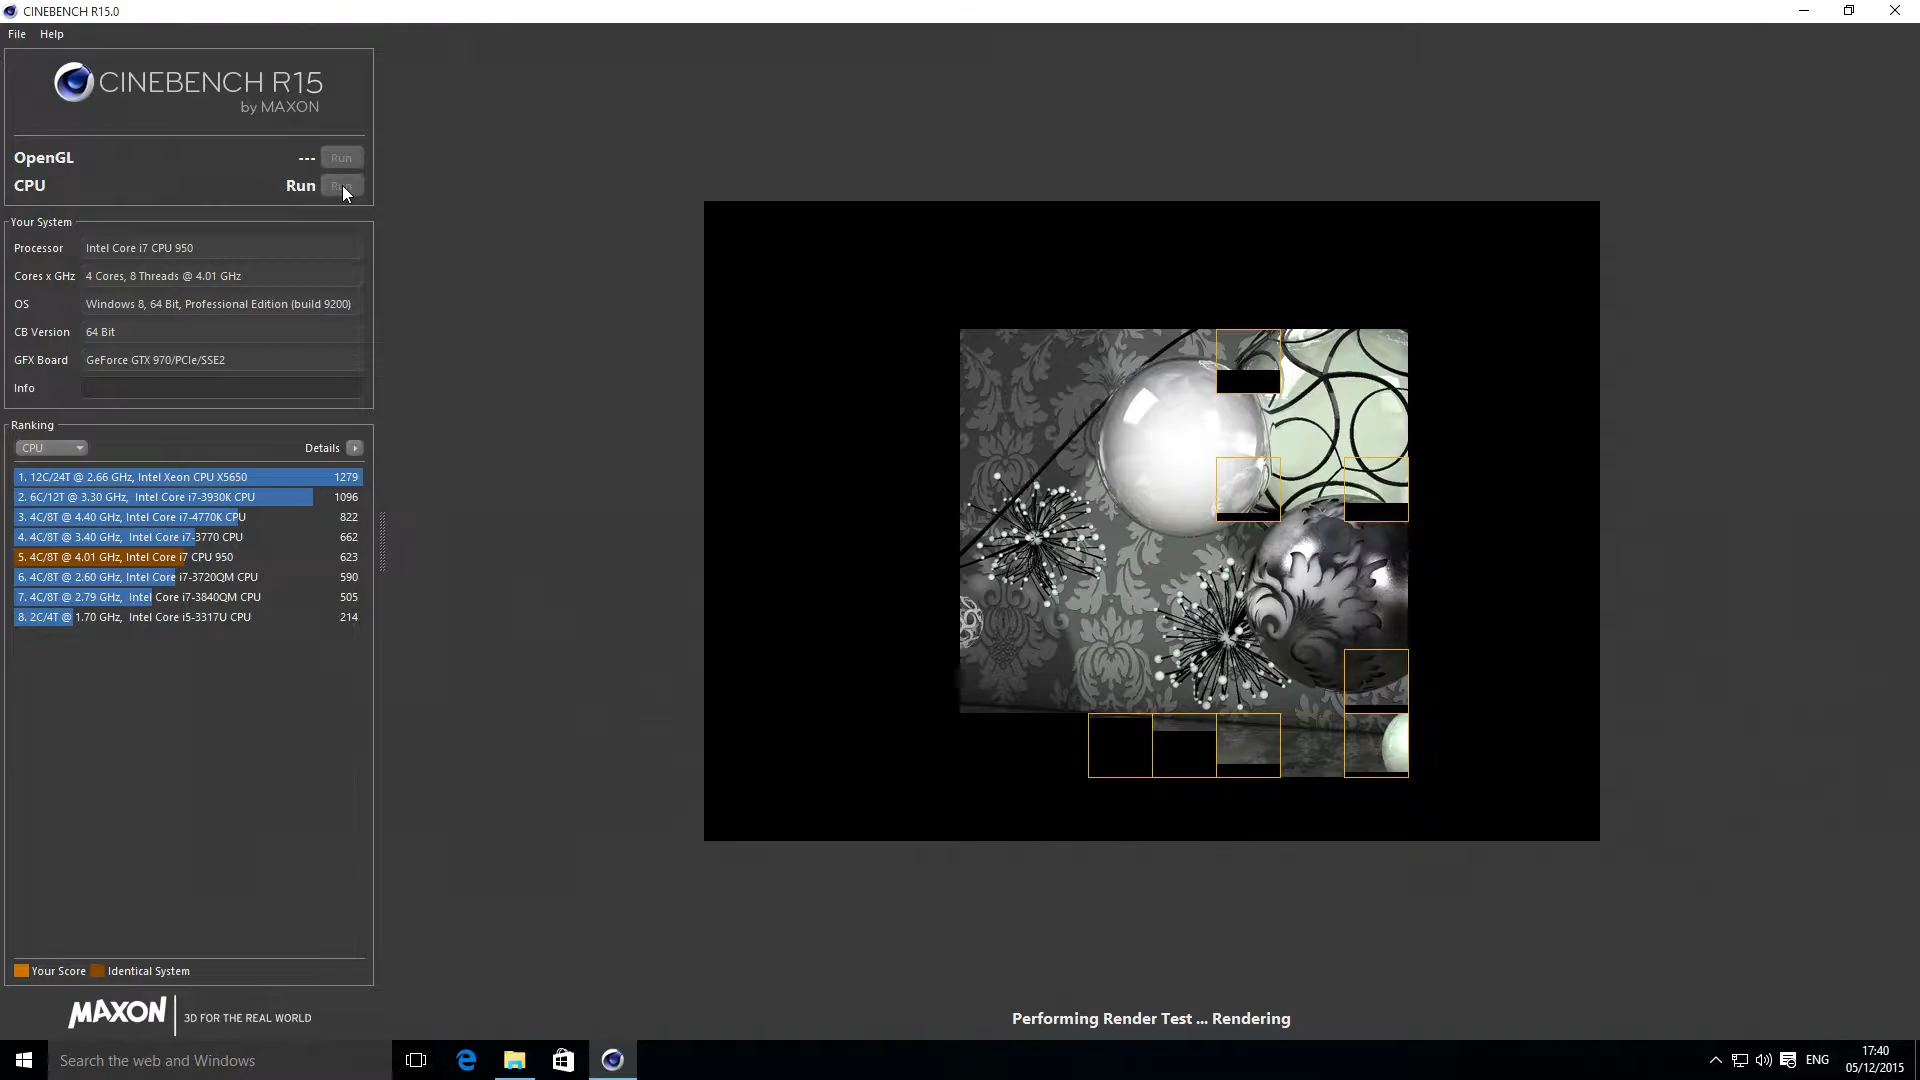 CINEBENCH R15.0
File Help
CINEBENCH R15
by MAXON
OpenGL --- Run
CPU Run Run
Your System
Processor Intel Core i7 CPU 950
Cores x GHz 4 Cores, 8 Threads @ 4.01 GHz
OS Windows 8, 64 Bit, Professional Edition (build 9200)
CB Version 64 Bit
GFX Board GeForce GTX 970/PCIe/SSE2
Info
Ranking
CPU Details
1. 12C/24T @ 2.66 GHz, Intel Xeon CPU X5650 1279
2. 6C/12T @ 3.30 GHz, Intel Core i7-3930K CPU 1096
3. 4C/8T @ 4.40 GHz, Intel Core i7-4770K CPU 822
4. 4C/8T @ 3.40 GHz, Intel Core i7-3770 CPU 662
5. 4C/8T @ 4.01 GHz, Intel Core i7 CPU 950 623
6. 4C/8T @ 2.60 GHz, Intel Core i7-3720QM CPU 590
7. 4C/8T @ 2.79 GHz, Intel Core i7-3840QM CPU 505
8. 2C/4T @ 1.70 GHz, Intel Core i5-3317U CPU 214
Your Score Identical System
MAXON 3D FOR THE REAL WORLD
Performing Render Test ... Rendering
Search the web and Windows
ENG
17:40
05/12/2015